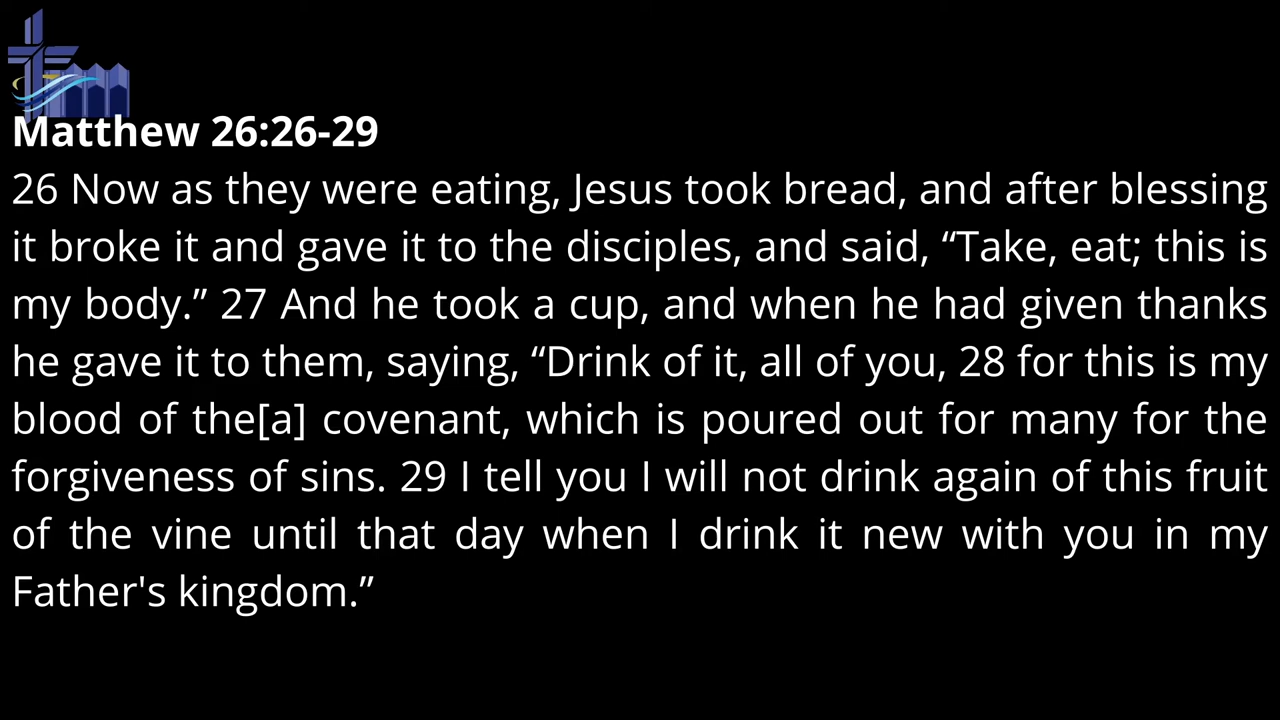 Matthew 26:26-29
26 Now as they were eating, Jesus took bread, and after blessing
it broke it and gave it to the disciples, and said, “Take, eat; this is
my body.” 27 And he took a cup, and when he had given thanks
he gave it to them, saying, “Drink of it, all of you, 28 for this is my
blood of the[a] covenant, which is poured out for many for the
forgiveness of sins. 29 I tell you I will not drink again of this fruit
of the vine until that day when I drink it new with you in my
Father's kingdom.”